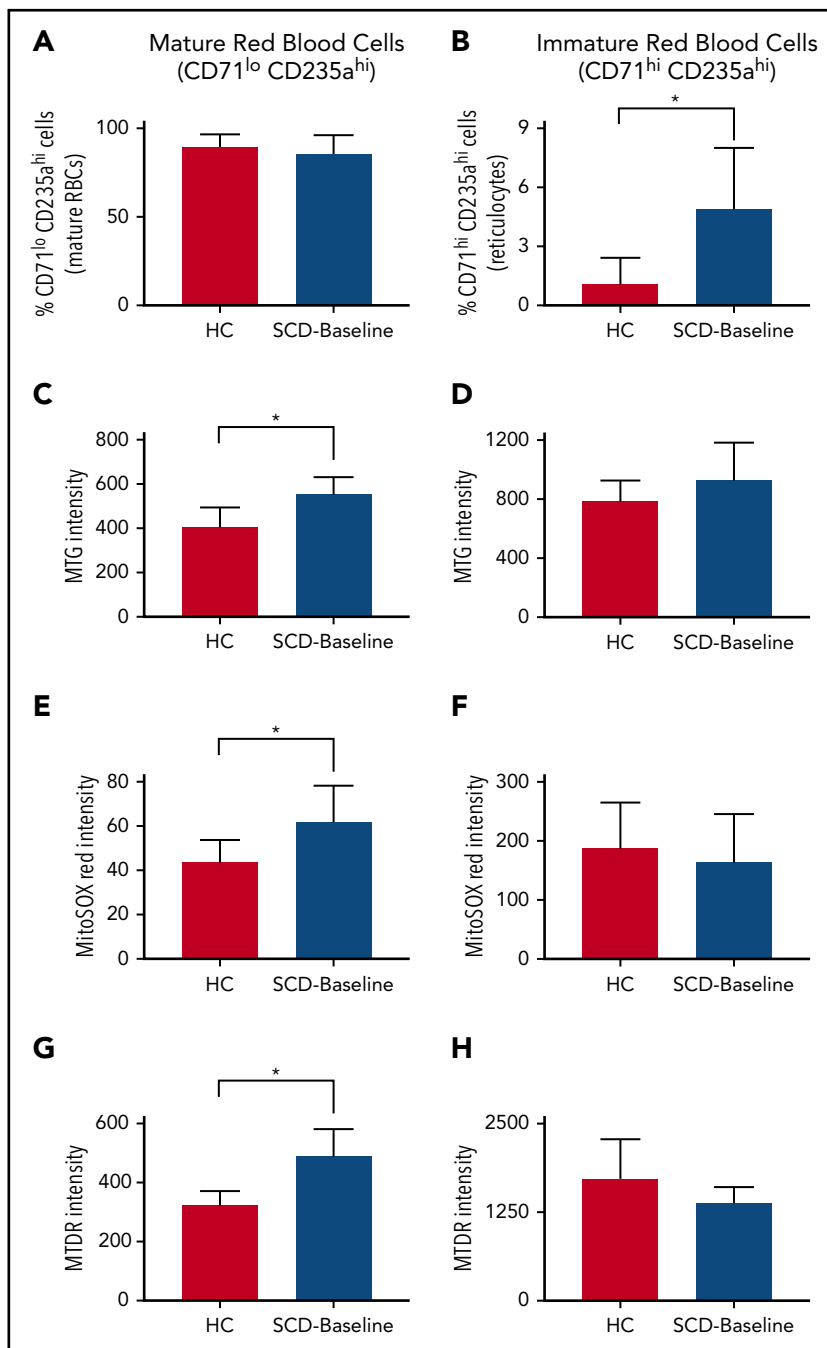 A
Mature Red Blood Cells
(CD71lo CD235ahi)
% CD71lo CD235ahi cells
(mature RBCs)
100
50
0
HC
SCD-Baseline
B
Immature Red Blood Cells
(CD71hi CD235ahi)
*
% CD71hi CD235ahi cells
(reticulocytes)
9
6
3
0
HC
SCD-Baseline
C
*
MTG intensity
800
600
400
200
0
HC
SCD-Baseline
D
MTG intensity
1200
800
400
0
HC
SCD-Baseline
E
*
MitoSOX red intensity
80
60
40
20
0
HC
SCD-Baseline
F
MitoSOX red intensity
300
200
100
0
HC
SCD-Baseline
G
*
MTDR intensity
600
400
200
0
HC
SCD-Baseline
H
MTDR intensity
2500
1250
0
HC
SCD-Baseline